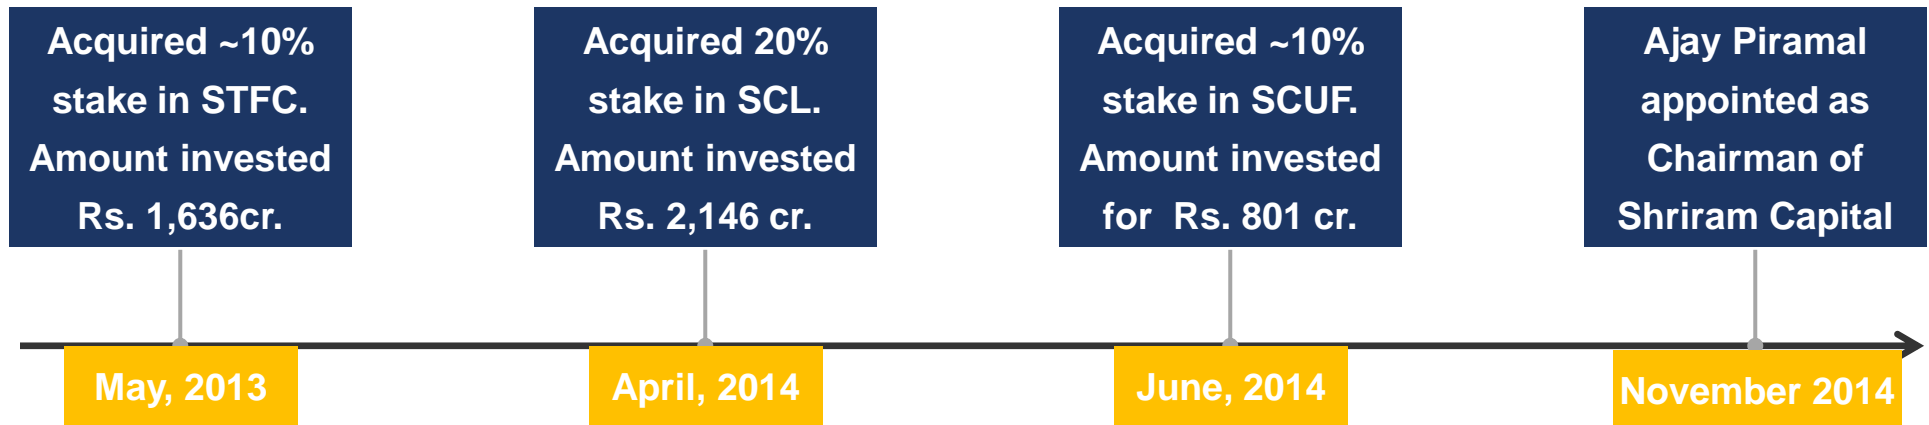 Acquired ~10%
stake in STFC.
Amount invested
Rs. 1,636cr.
Acquired 20%
stake in SCL.
Amount invested
Rs. 2,146 cr.
Acquired ~10%
stake in SCUF.
Amount invested
for Rs. 801 cr.
Ajay Piramal
appointed as
Chairman of
Shriram Capital
May, 2013
April, 2014
June, 2014
November 2014